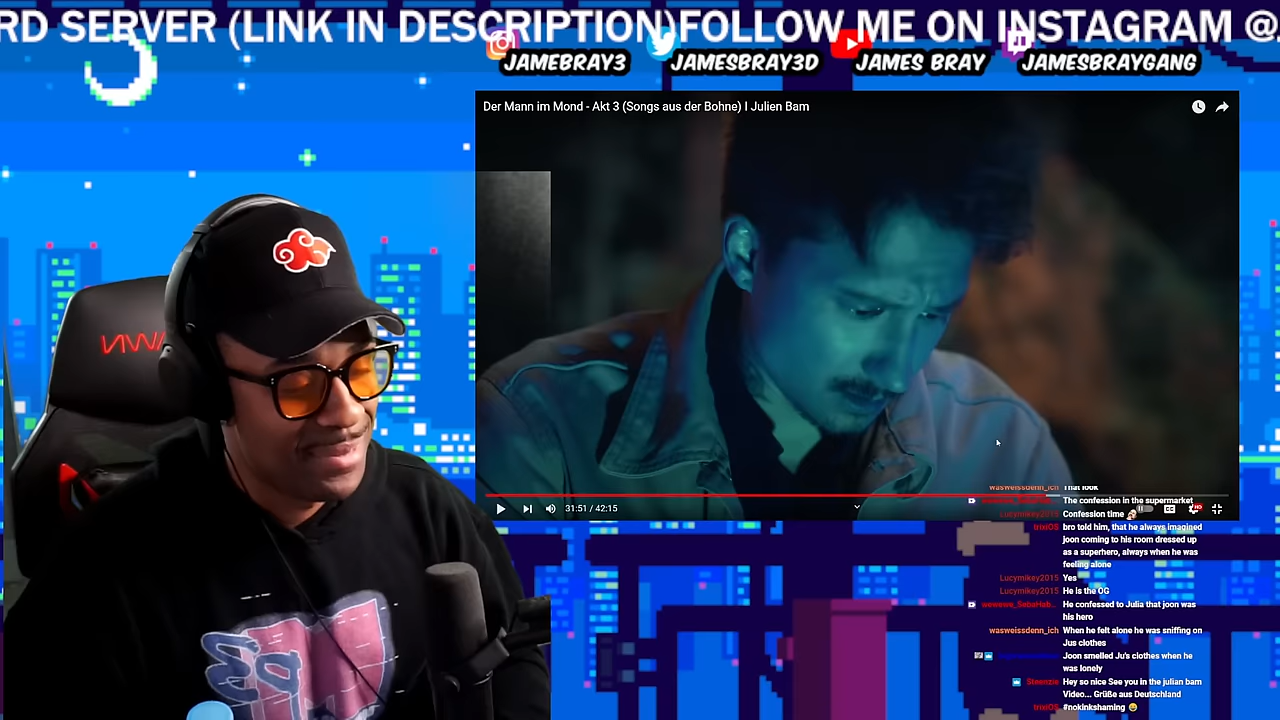 RD SERVER (LINK IN DESCRIPTION)FOLLOW ME ON INSTAGRAM @
JAMEBRAY3
JAMESBRAY3D
JAMES BRAY
JAMESBRAYGANG
Der Mann im Mond - Akt 3 (Songs aus der Bohne) I Julien Bam
31:51 / 42:15
wasweissdenn_ich That look
The confession in the supermarket
Lucymikey2015 Confession time
IrixiOS bro told him, that he always imagined
joon coming to his room dressed up
as a superhero, always when he was
feeling alone
Lucymikey2015 Yes
Lucymikey2015 He is the OG
He confessed to Julia that joon was
his hero
wasweissdenn_ich When he felt alone he was sniffing on
Jus clothes
Joon smelled Ju's clothes when he
was lonely
Steenzie Hey so nice See you in the julian bam
Video... Grüße aus Deutschland
IrixiOS #nokinkshaming